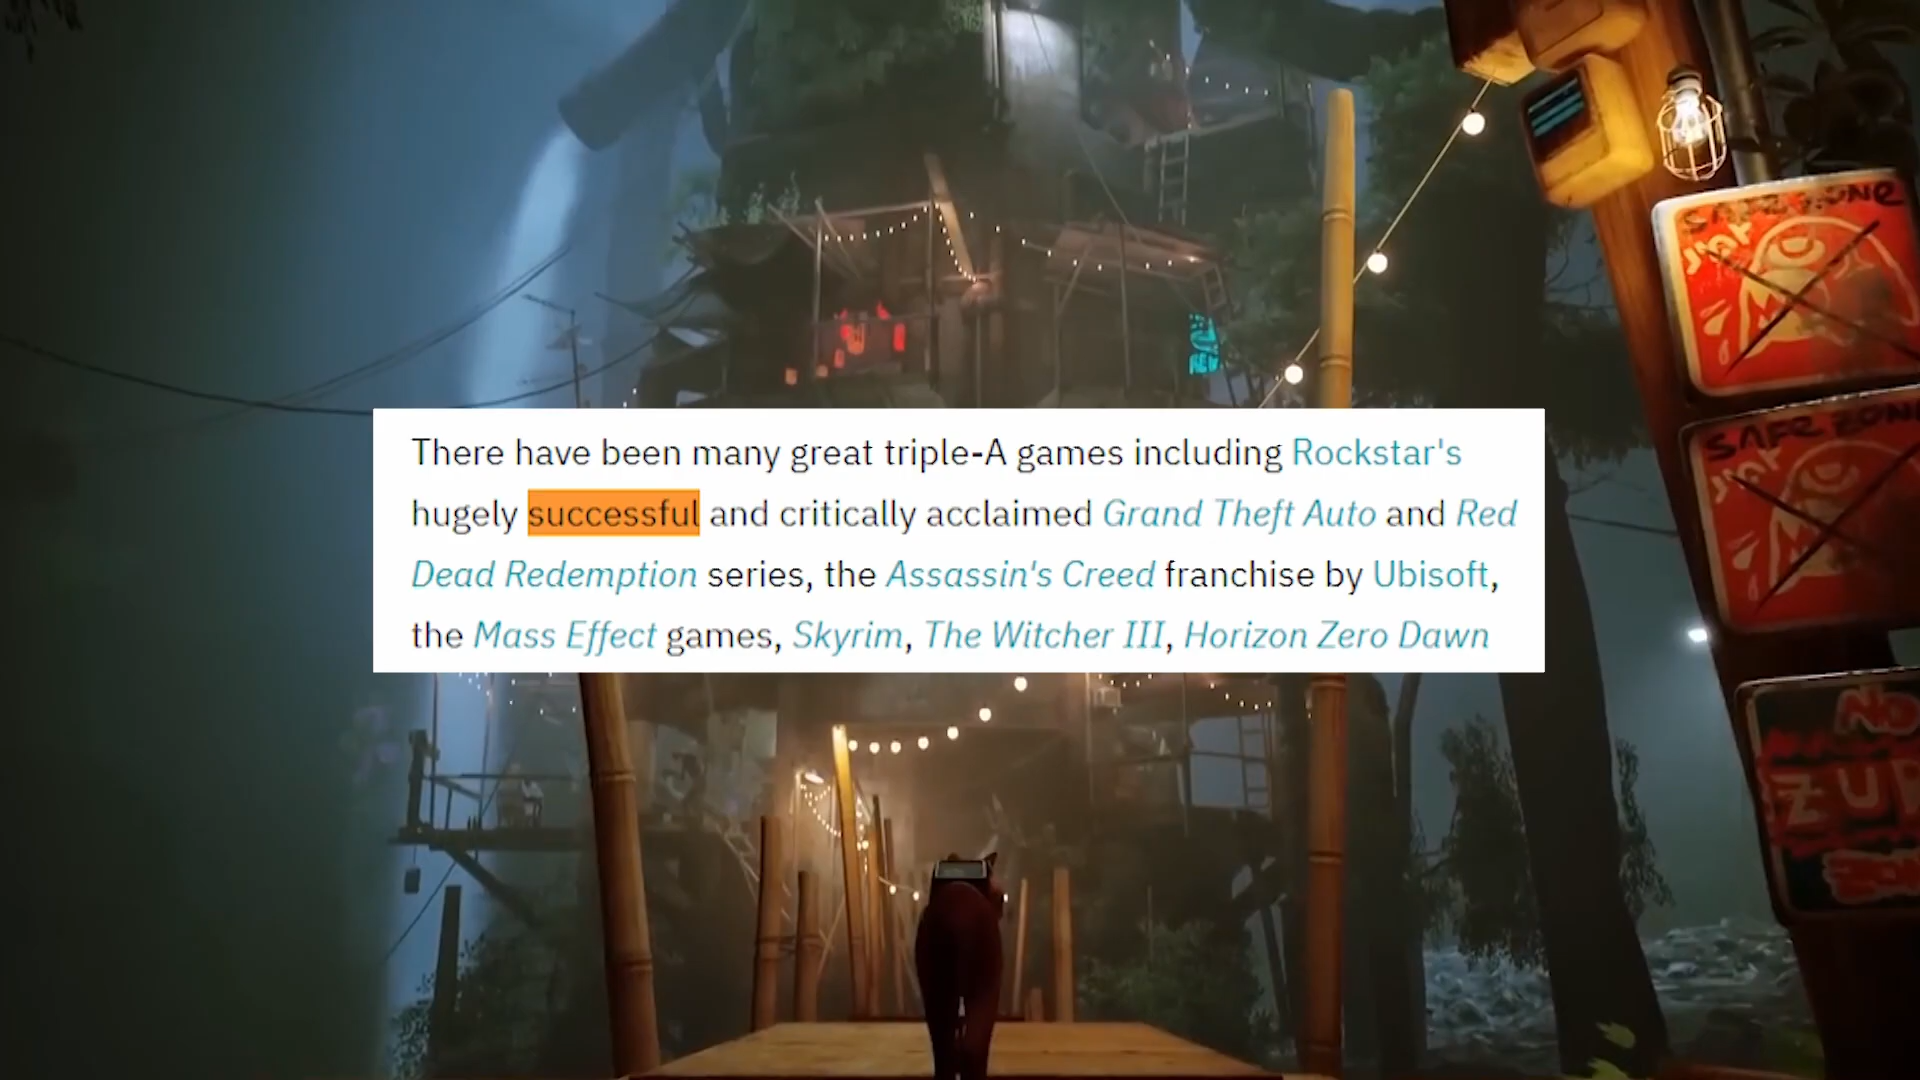 SAFE ZONE
There have been many great triple-A games including Rockstar's
hugely successful and critically acclaimed Grand Theft Auto and Red
Dead Redemption series, the Assassin's Creed franchise by Ubisoft,
the Mass Effect games, Skyrim, The Witcher III, Horizon Zero Dawn
SAFE ZONE
NO